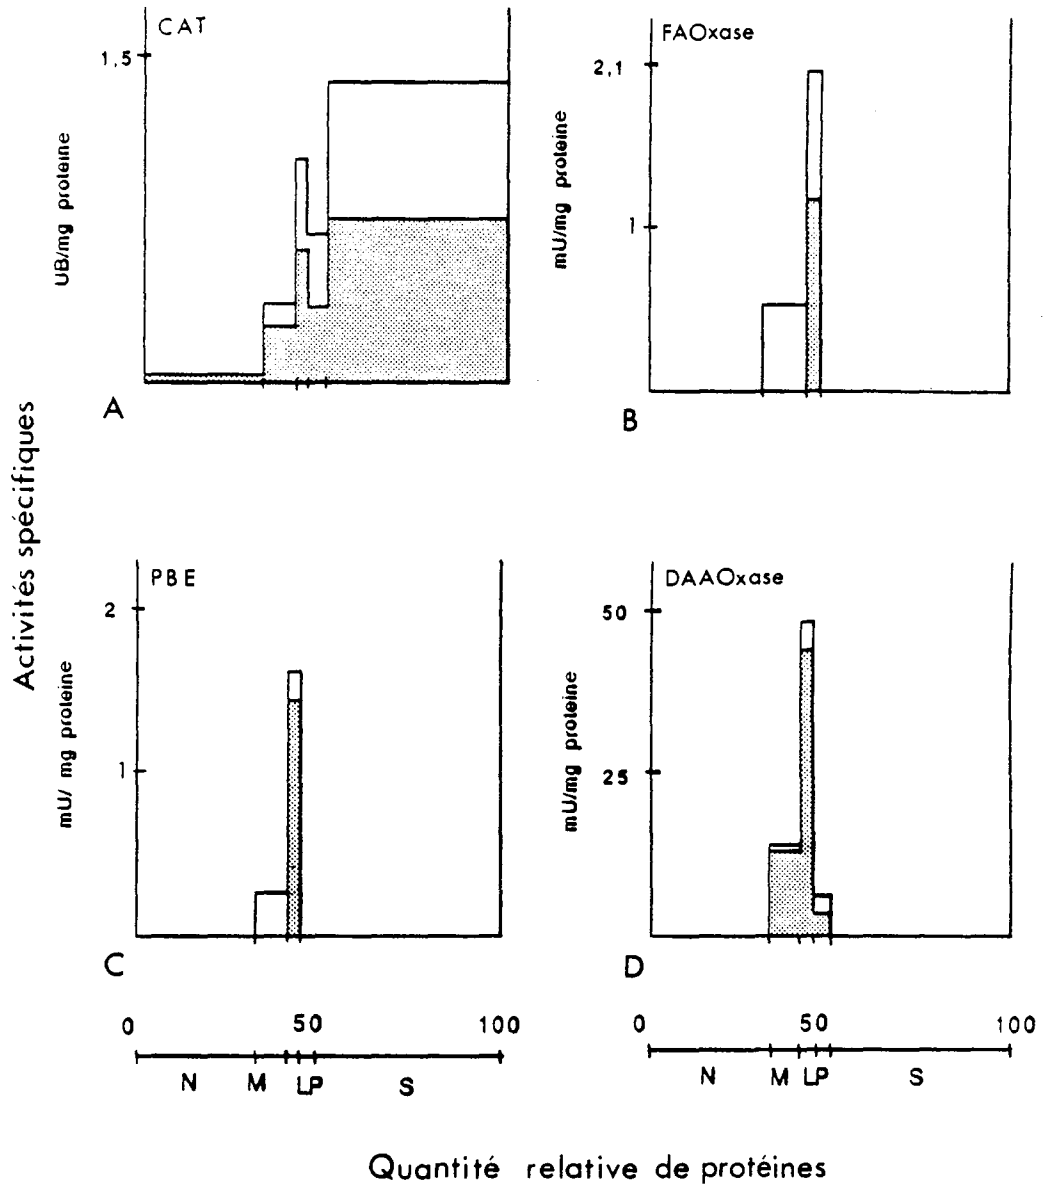 CAT
1,5
UB/mg proteine
A
FAOxase
2,1
1
mU/mg proteine
B
Activités spécifiques
PBE
2
1
mU/ mg proteine
C
DAAOxase
50
25
mU/mg proteine
D
0 50 100
N M LP S
0 50 100
N M LP S
Quantité relative de protéines